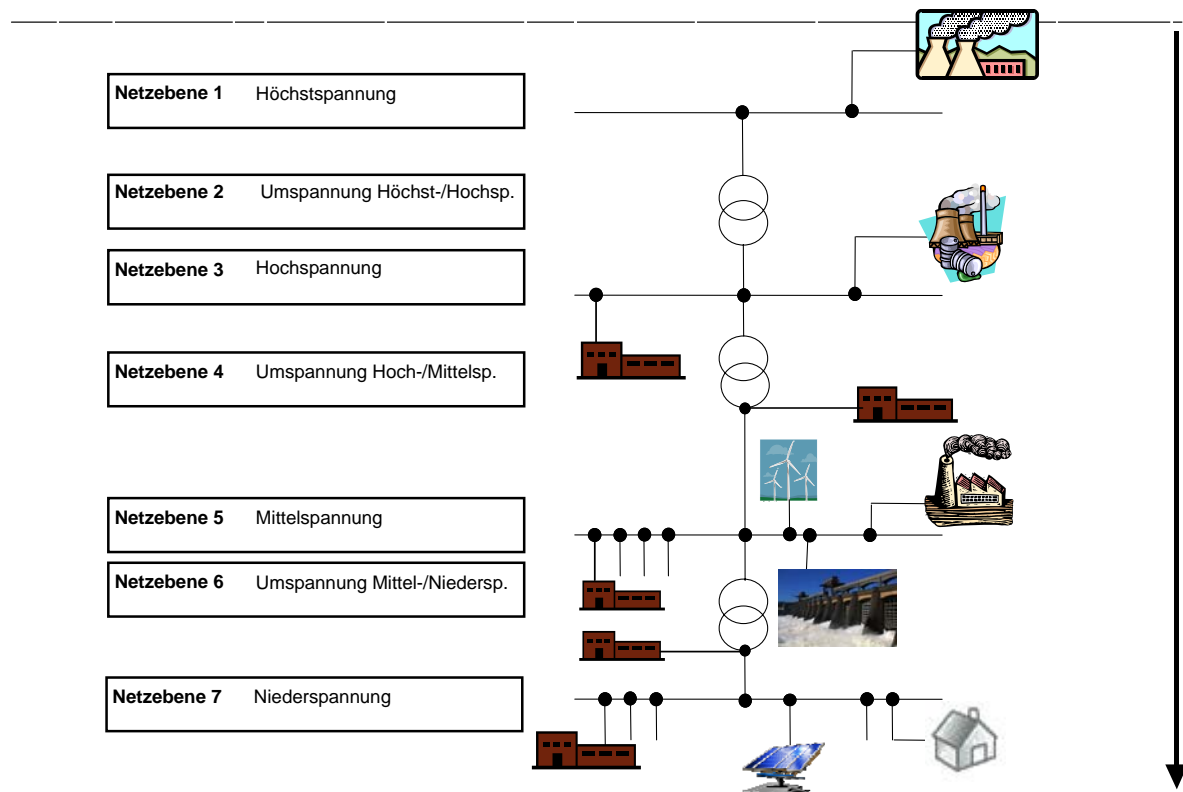 Netzebene 1 Höchstspannung
Netzebene 2 Umspannung Höchst-/Hochsp.
Netzebene 3 Hochspannung
Netzebene 4 Umspannung Hoch-/Mittelsp.
Netzebene 5 Mittelspannung
Netzebene 6 Umspannung Mittel-/Niedersp.
Netzebene 7 Niederspannung